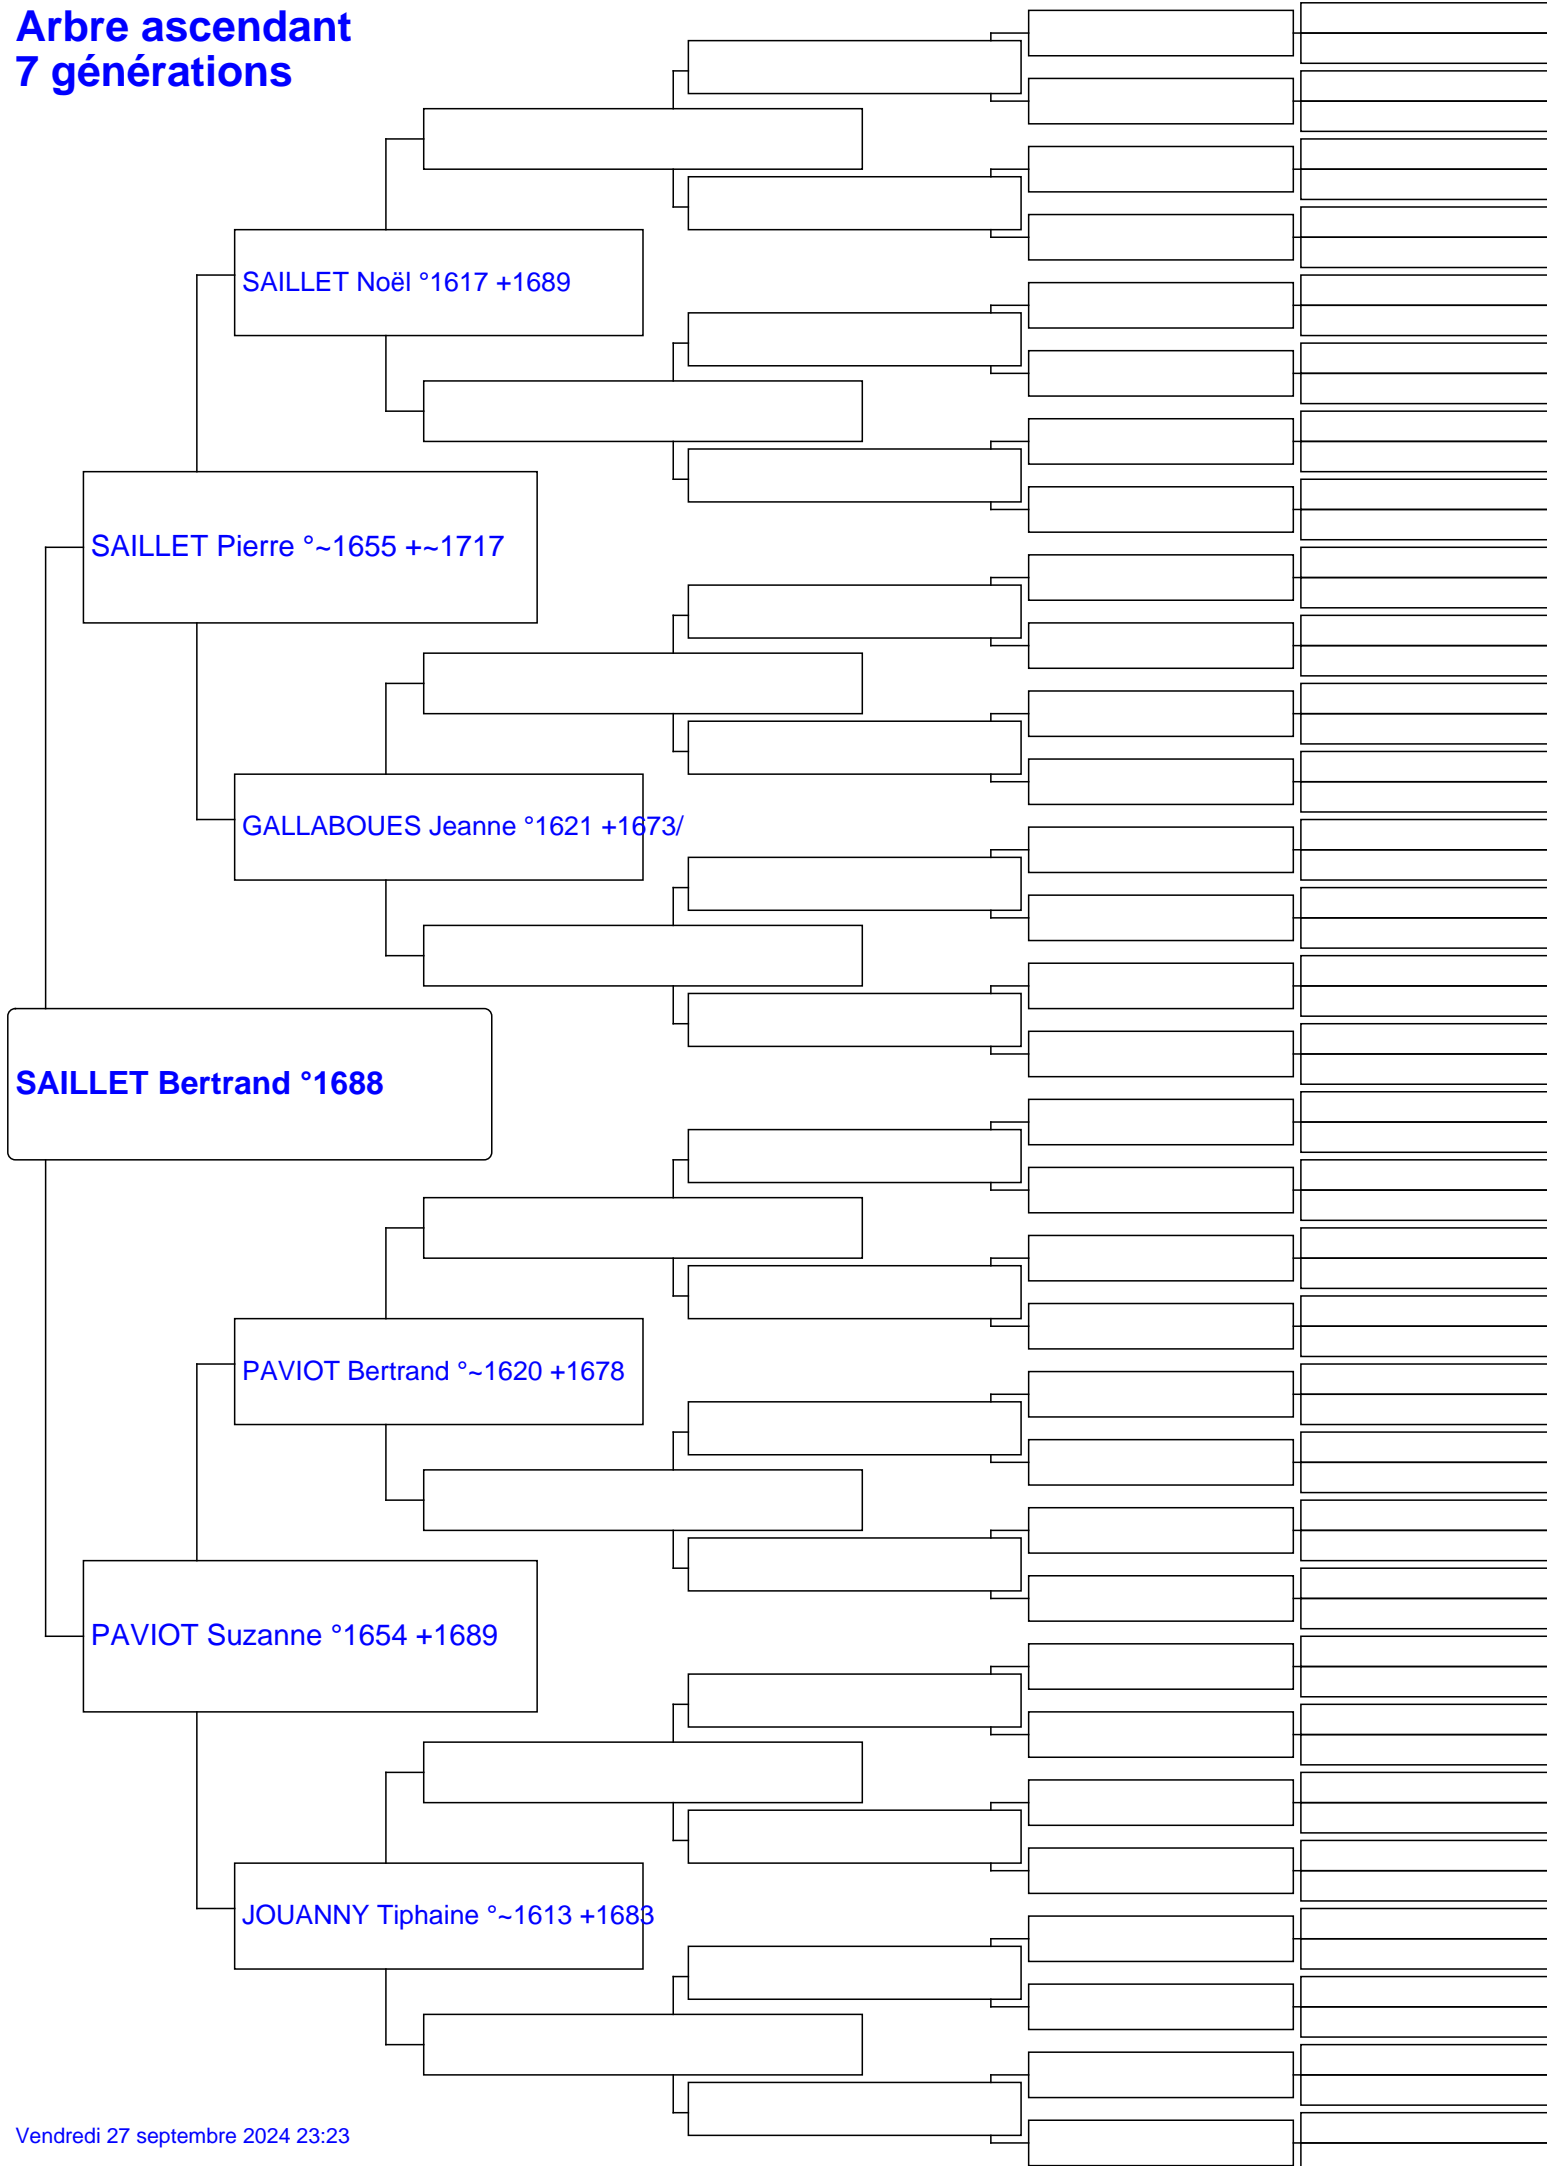 Arbre ascendant
7 générations
SAILLET Noël °1617 +1689
SAILLET Pierre °~1655 +~1717
GALLABOUES Jeanne °1621 +1673/
SAILLET Bertrand °1688
PAVIOT Bertrand °~1620 +1678
PAVIOT Suzanne °1654 +1689
JOUANNY Tiphaine °~1613 +1683
Vendredi 27 septembre 2024 23:23